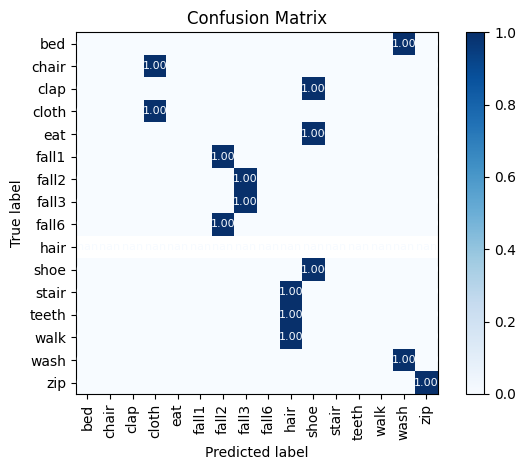 Confusion Matrix
True label
bed 1.00
chair 1.00
clap 1.00
cloth 1.00
eat 1.00
fall1 1.00
fall2 1.00
fall3 1.00
fall6 1.00
hair
shoe 1.00
stair 1.00
teeth 1.00
walk 1.00
wash 1.00
zip 1.00
bed chair clap cloth eat fall1 fall2 fall3 fall6 hair shoe stair teeth walk wash zip
Predicted label
1.0
0.8
0.6
0.4
0.2
0.0